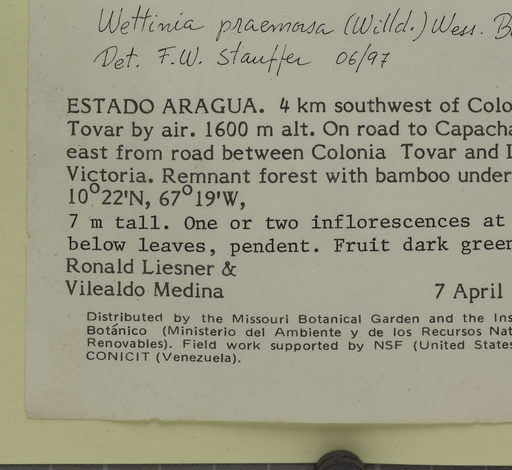 Wettinia praemorsa (Willd.) Wess. B
Det. F.W. Stauffer 06/97
ESTADO ARAGUA. 4 km southwest of Colo
Tovar by air. 1600 m alt. On road to Capacha
east from road between Colonia Tovar and L
Victoria. Remnant forest with bamboo under
10°22'N, 67°19'W,
7 m tall. One or two inflorescences at
below leaves, pendent. Fruit dark green
Ronald Liesner &
Vilealdo Medina 7 April
Distributed by the Missouri Botanical Garden and the Ins
Botánico (Ministerio del Ambiente y de los Recursos Nat
Renovables). Field work supported by NSF (United States
CONICIT (Venezuela).